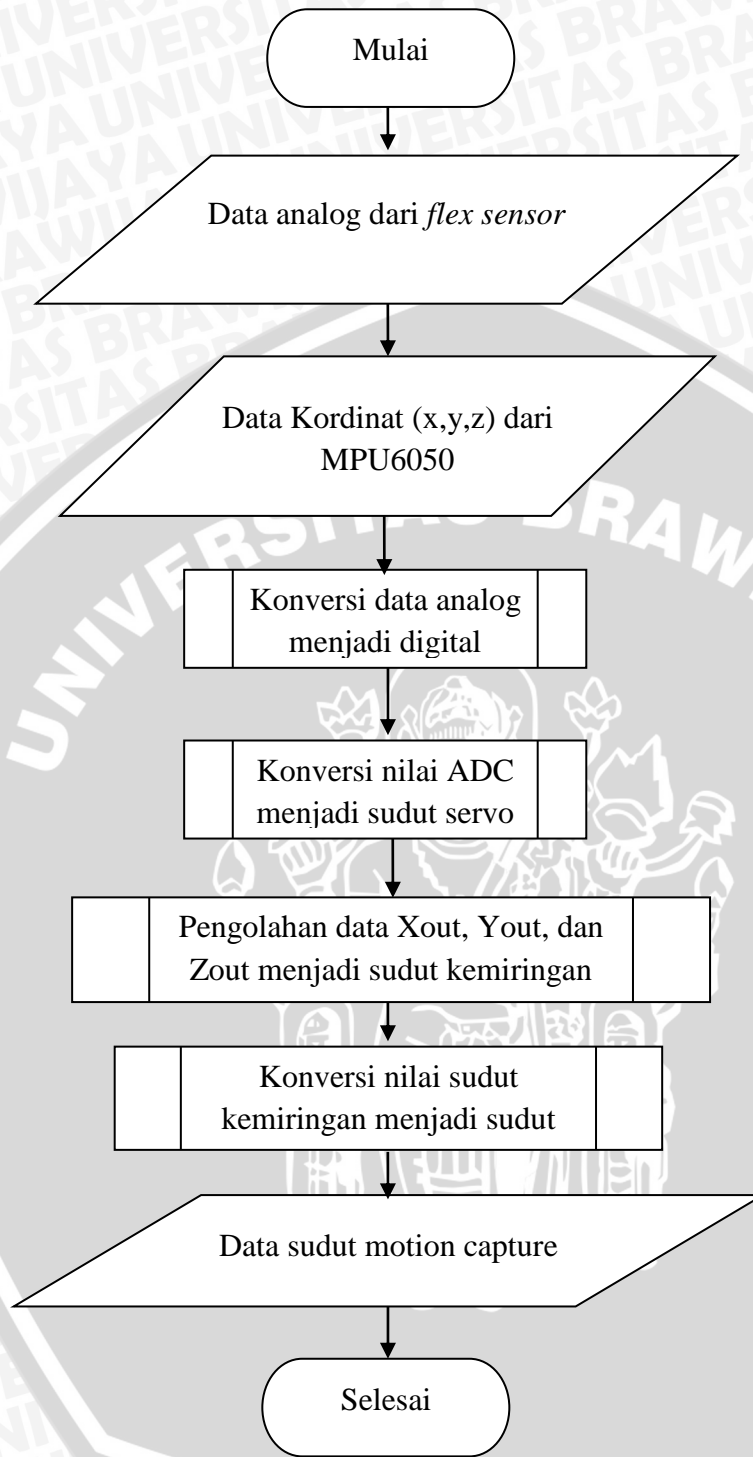 Mulai
Data analog dari flex sensor
Data Kordinat (x,y,z) dari
MPU6050
UNIVERSITAS BRAW
Konversi data analog
menjadi digital
Konversi nilai ADC
menjadi sudut servo
Pengolahan data Xout, Yout, dan
Zout menjadi sudut kemiringan
Konversi nilai sudut
kemiringan menjadi sudut
Data sudut motion capture
Selesai